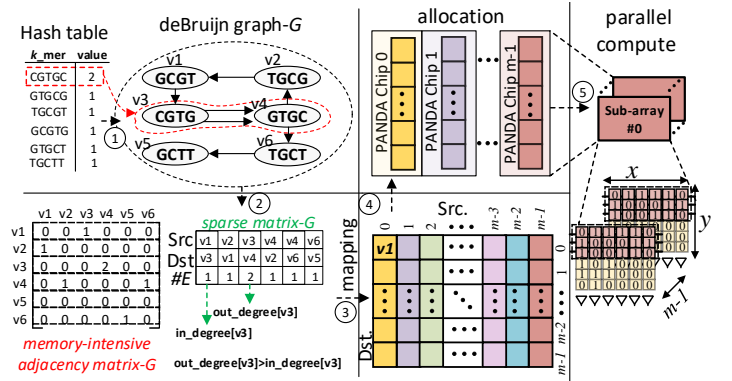 Hash table
k_mer value
CGTGC 2
GTGCG 1
TGCGT 1
GCGTG 1
GTGCT 1
TGCTT 1
1
deBruijn graph-G
v1
GCGT
v2
TGCG
v3
CGTG
v4
GTGC
v5
GCTT
v6
TGCT
2
allocation
PANDA Chip 0
PANDA Chip 1
PANDA Chip m-1
parallel
compute
5
Sub-array
#0
v1 v2 v3 v4 v5 v6
v1 0 0 1 0 0 0
v2 1 0 0 0 0 0
v3 0 0 0 2 0 0
v4 0 1 0 0 0 1
v5 0 0 0 0 0 0
v6 0 0 0 0 1 0
memory-intensive
adjacency matrix-G
sparse matrix-G
Src v1 v2 v3 v4 v4 v6
Dst v3 v1 v4 v2 v6 v5
#E 1 1 2 1 1 1
out_degree[v3]
in_degree[v3]
out_degree[v3]>in_degree[v3]
4
mapping
3
Src.
0 1 2 m-3 m-2 m-1
v1
Dst.
0
1
m-2
m-1
x
y
m-1